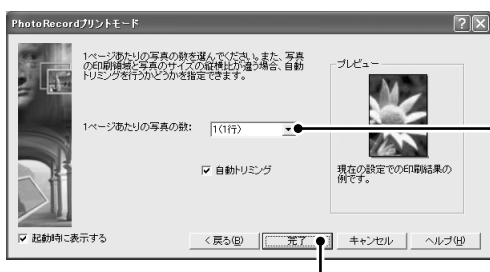 PhotoRecordプリントモード
1ページあたりの写真の数を選んでください。また、写真
の印刷領域と写真のサイズの縦横比が違う場合、自動
トリミングを行うかどうかを指定できます。
1ページあたりの写真の数: 1(1行)
自動トリミング
プレビュー
現在の設定での印刷結果の
例です。
起動時に表示する
< 戻る(B) 完了 キャンセル ヘルプ(H)